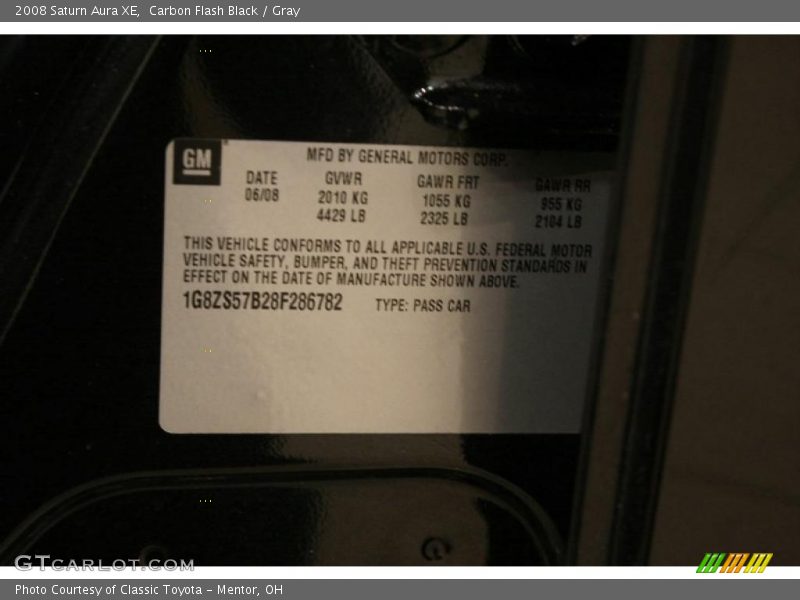 2008 Saturn Aura XE,  Carbon Flash Black / Gray
GM
MFD BY GENERAL MOTORS CORP.
DATE GVWR GAWR FRT GAWR RR
06/08 2010 KG 1055 KG 955 KG
4429 LB 2325 LB 2104 LB
THIS VEHICLE CONFORMS TO ALL APPLICABLE U.S. FEDERAL MOTOR
VEHICLE SAFETY, BUMPER, AND THEFT PREVENTION STANDARDS IN
EFFECT ON THE DATE OF MANUFACTURE SHOWN ABOVE.
1G8ZS57B28F286782 TYPE: PASS CAR
GTCARLOT.COM
Photo Courtesy of Classic Toyota - Mentor, OH